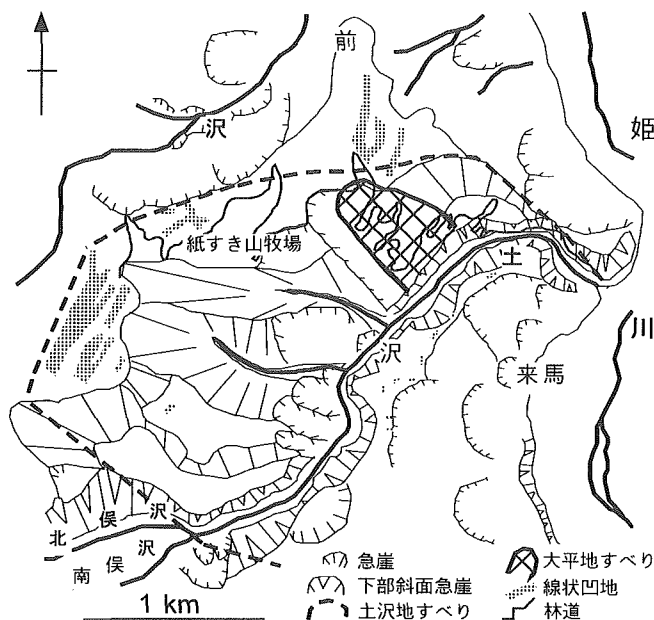 前
姫
沢
紙すき山牧場
土
川
沢
来馬
北 俣 沢
南 俣 沢
急崖
下部斜面急崖
土沢地すべり
大平地すべり
線状凹地
林道
1 km